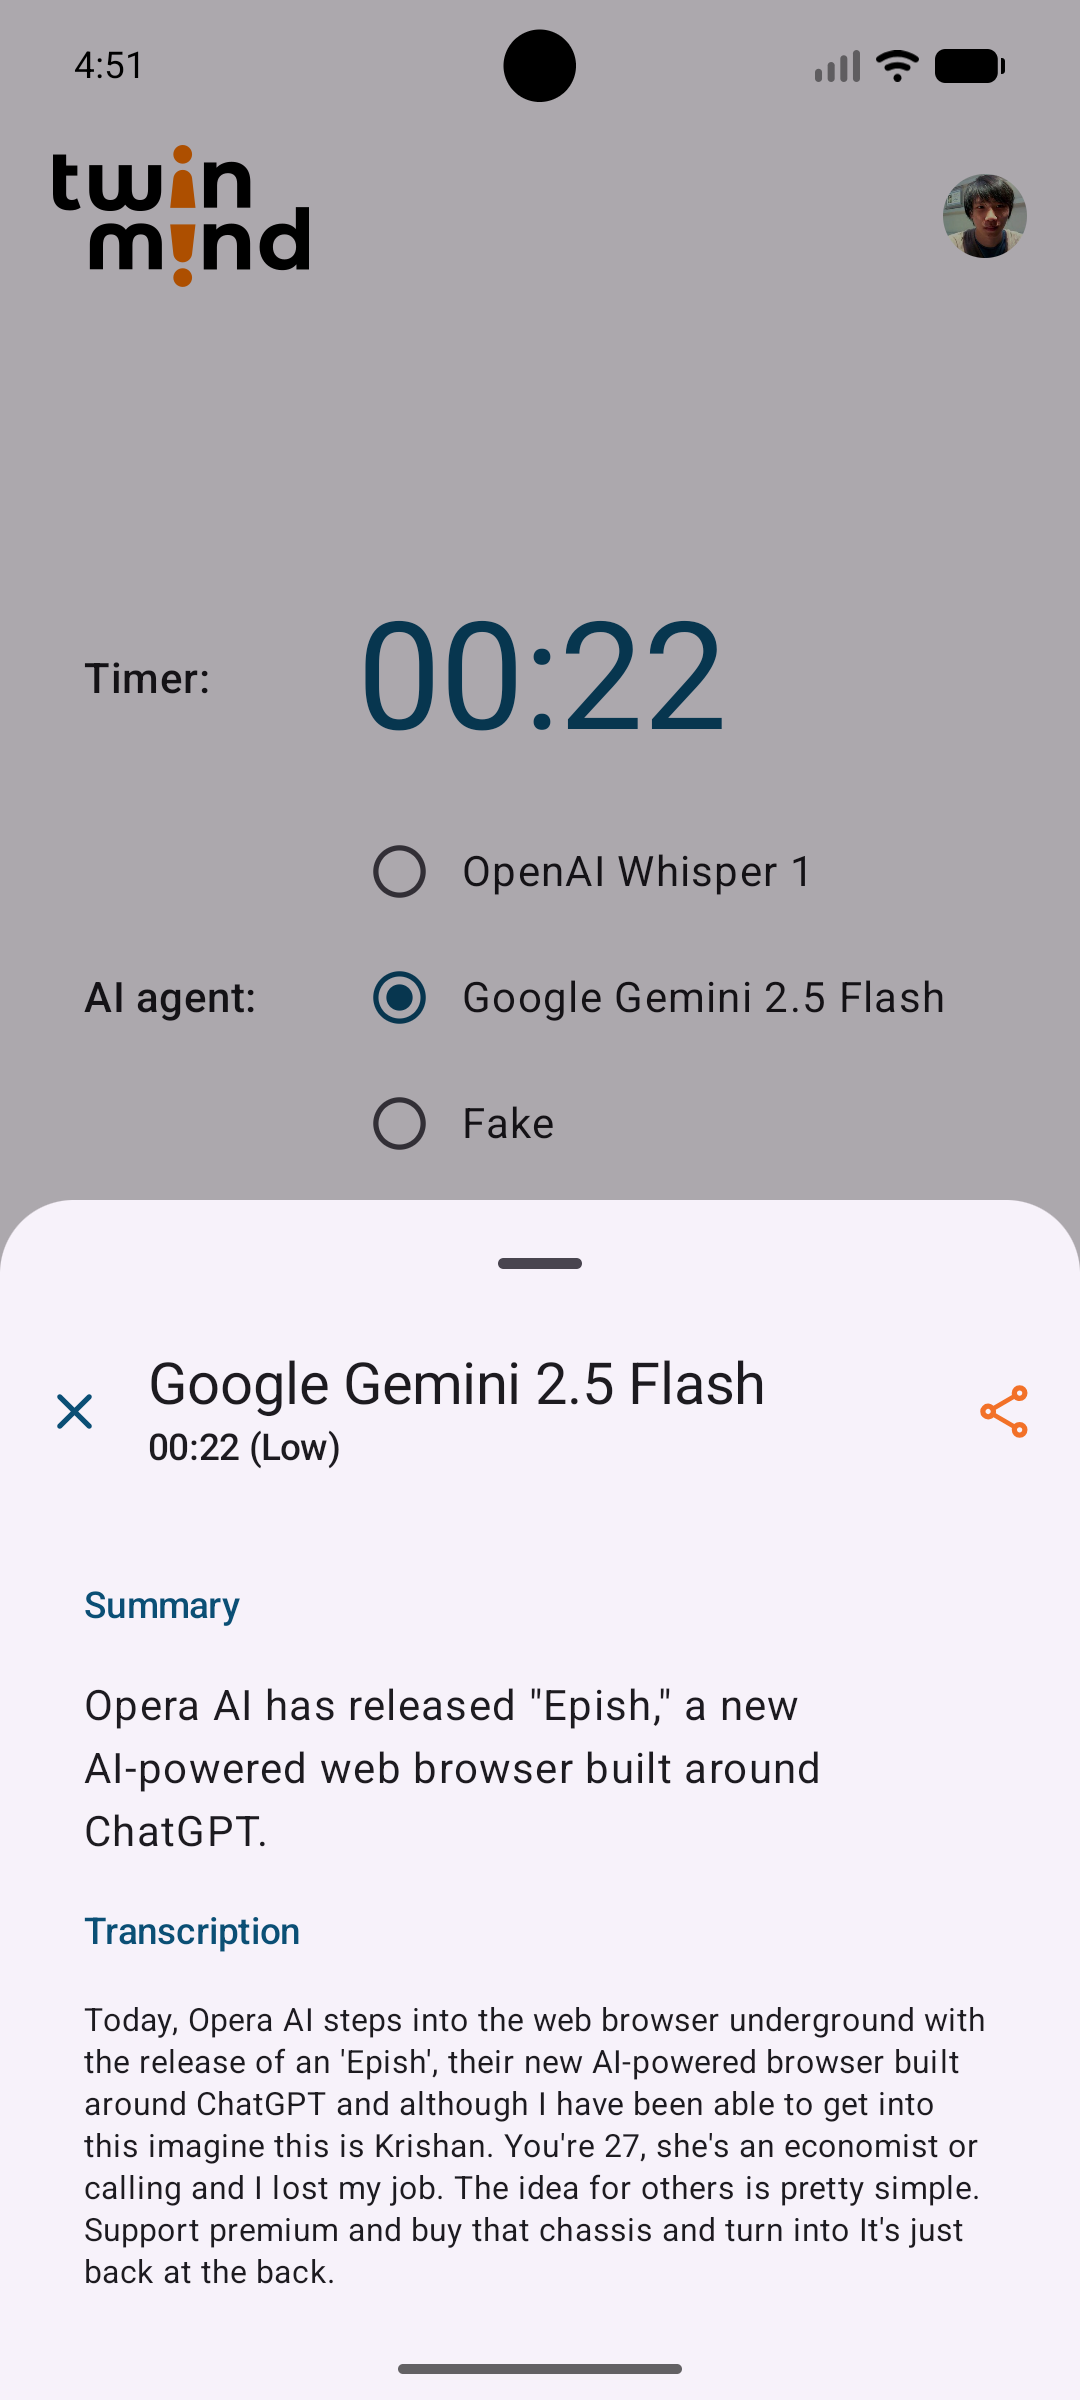 4:51
twin
mind
Timer:
00:22
OpenAI Whisper 1
AI agent:
Google Gemini 2.5 Flash
Fake
Google Gemini 2.5 Flash
00:22 (Low)
Summary
Opera AI has released "Epish," a new
AI-powered web browser built around
ChatGPT.
Transcription
Today, Opera AI steps into the web browser underground with
the release of an 'Epish', their new AI-powered browser built
around ChatGPT and although I have been able to get into
this imagine this is Krishan. You're 27, she's an economist or
calling and I lost my job. The idea for others is pretty simple.
Support premium and buy that chassis and turn into It's just
back at the back.